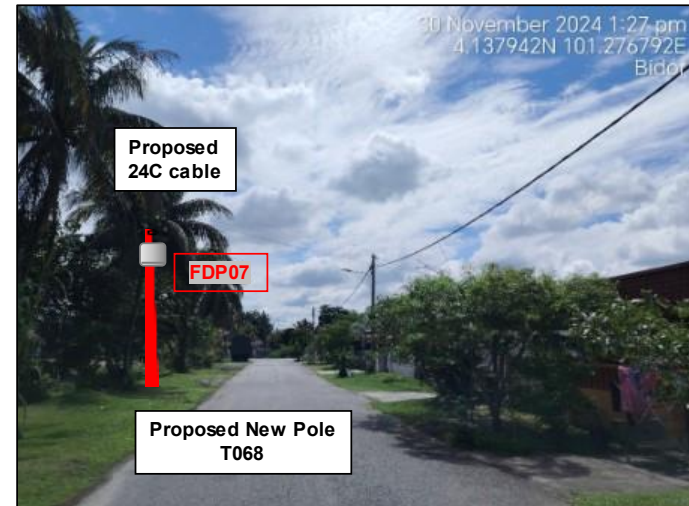 30 November 2024 1:27 pm
4.137942N 101.276792E
Bidor
Proposed
24C cable
FDP07
Proposed New Pole
T068